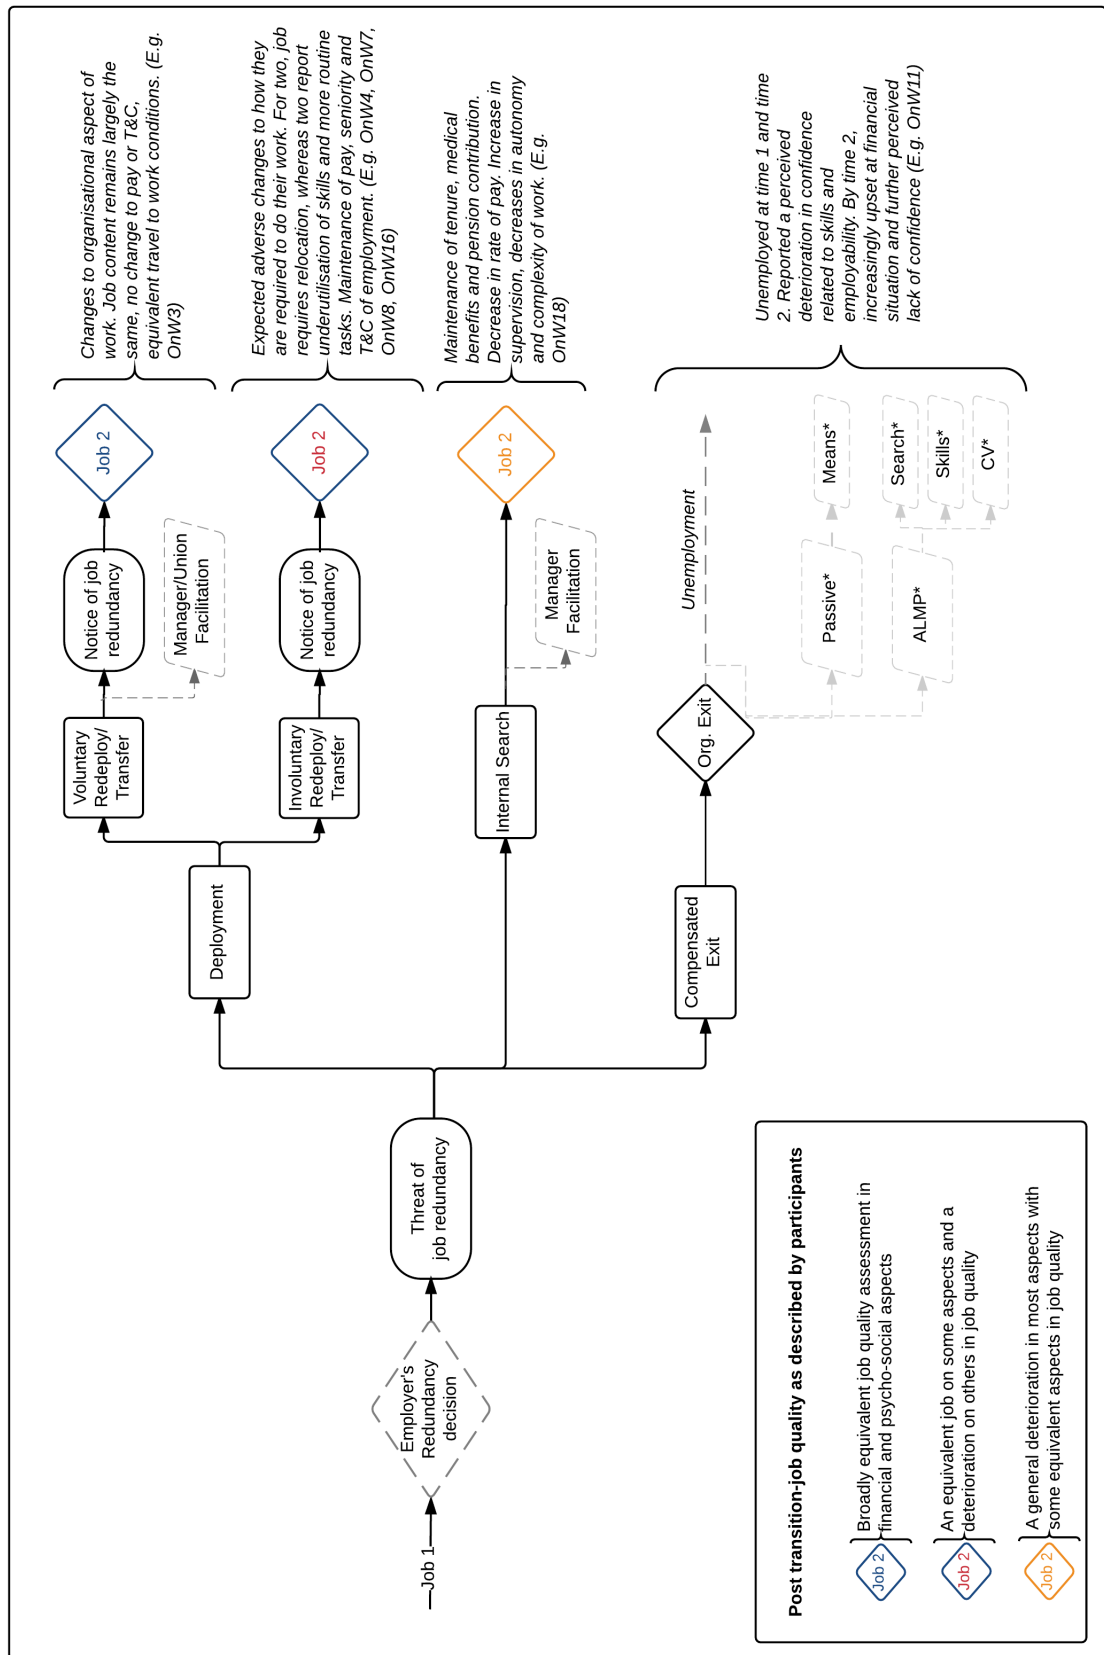 Job 1
Employer's
Redundancy
decision
Threat of
job redundancy
Deployment
Voluntary
Redeploy/
Transfer
Notice of job
redundancy
Manager/Union
Facilitation
Job 2
Changes to organisational aspect of
work. Job content remains largely the
same, no change to pay or T&C,
equivalent travel to work conditions. (E.g.
OnW3)
Involuntary
Redeploy/
Transfer
Notice of job
redundancy
Job 2
Expected adverse changes to how they
are required to do their work. For two, job
requires relocation, whereas two report
underutilisation of skills and more routine
tasks. Maintenance of pay, seniority and
T&C of employment. (E.g. OnW4, OnW7,
OnW8, OnW16)
Internal Search
Manager
Facilitation
Job 2
Maintenance of tenure, medical
benefits and pension contribution.
Decrease in rate of pay. Increase in
supervision, decreases in autonomy
and complexity of work. (E.g.
OnW18)
Compensated
Exit
Org. Exit
Unemployment
Passive*
Means*
ALMP*
Search*
Skills*
CV*
Unemployed at time 1 and time
2. Reported a perceived
deterioration in confidence
related to skills and
employability. By time 2,
increasingly upset at financial
situation and further perceived
lack of confidence (E.g. OnW11)
Post transition-job quality as described by participants
Job 2
Broadly equivalent job quality assessment in
financial and psycho-social aspects
Job 2
An equivalent job on some aspects and a
deterioration on others in job quality
Job 2
A general deterioration in most aspects with
some equivalent aspects in job quality